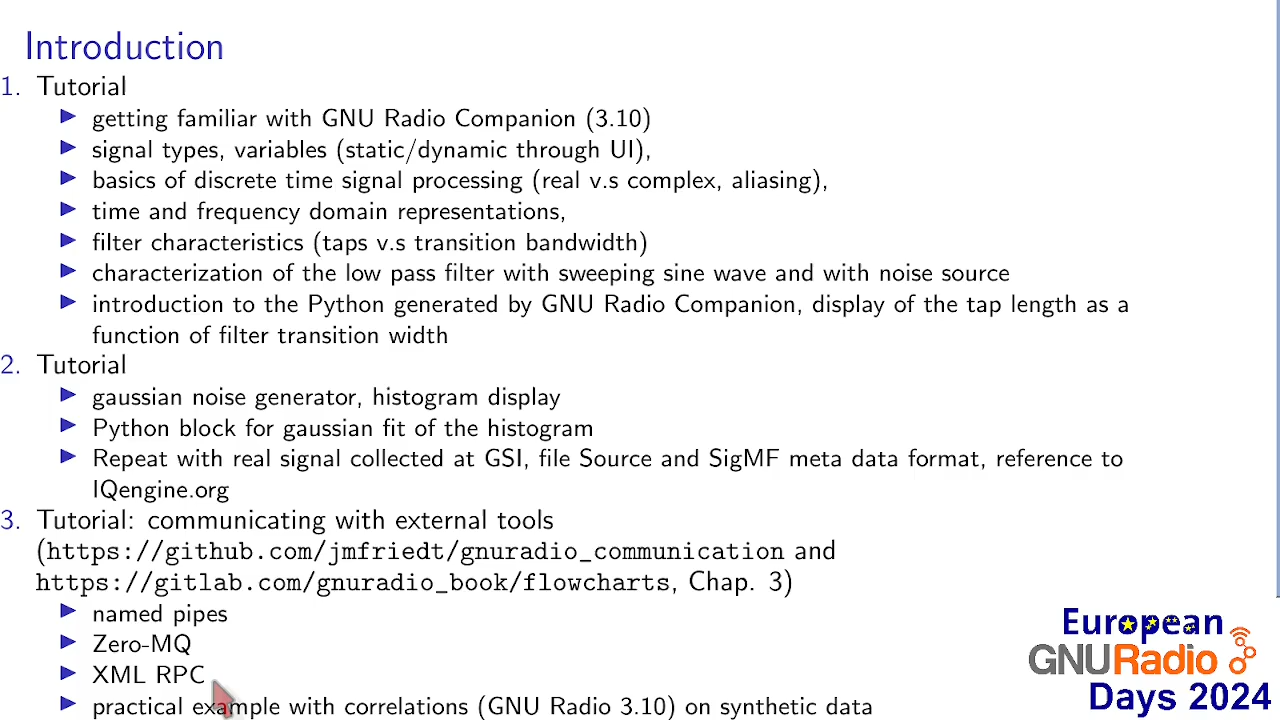 Introduction
1. Tutorial
▶ getting familiar with GNU Radio Companion (3.10)
▶ signal types, variables (static/dynamic through UI),
▶ basics of discrete time signal processing (real v.s complex, aliasing),
▶ time and frequency domain representations,
▶ filter characteristics (taps v.s transition bandwidth)
▶ characterization of the low pass filter with sweeping sine wave and with noise source
▶ introduction to the Python generated by GNU Radio Companion, display of the tap length as a
function of filter transition width
2. Tutorial
▶ gaussian noise generator, histogram display
▶ Python block for gaussian fit of the histogram
▶ Repeat with real signal collected at GSI, file Source and SigMF meta data format, reference to
IQengine.org
3. Tutorial: communicating with external tools
(https://github.com/jmfriedt/gnuradio_communication and
https://gitlab.com/gnuradio_book/flowcharts, Chap. 3)
▶ named pipes
▶ Zero-MQ
▶ XML RPC
▶ practical example with correlations (GNU Radio 3.10) on synthetic data
European
GNURadio
Days 2024